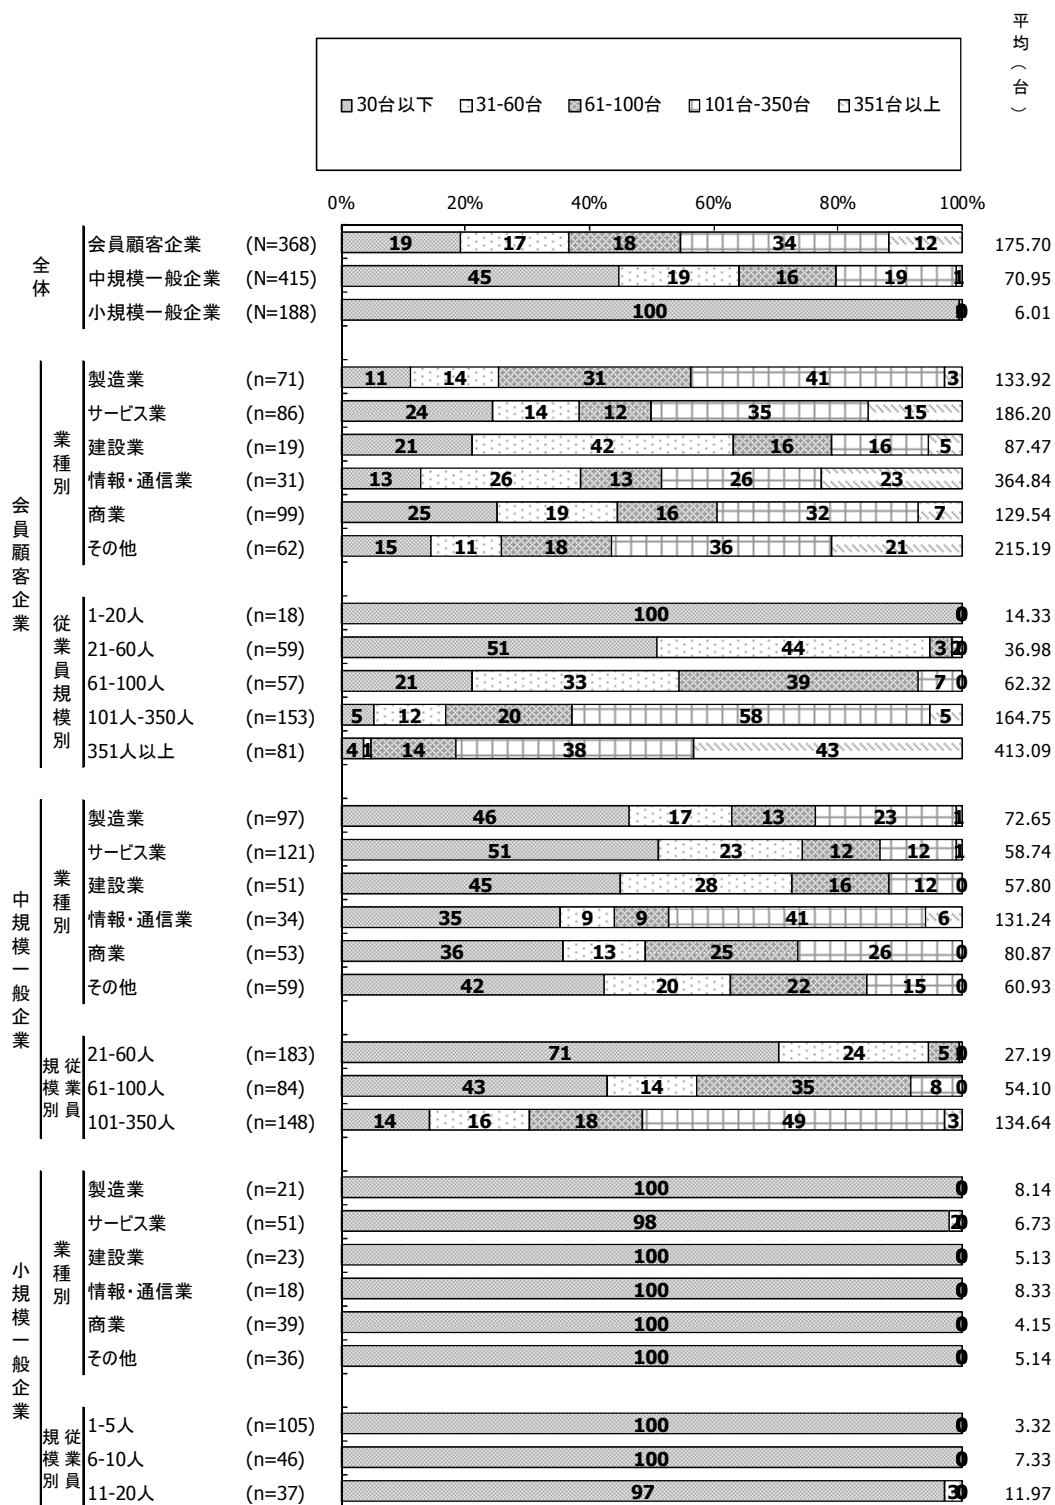 平均（台）
30台以下 31-60台 61-100台 101台-350台 351台以上
0% 20% 40% 60% 80% 100%
全体
会員顧客企業 (N=368) 19 17 18 34 12 175.70
中規模一般企業 (N=415) 45 19 16 19 1 70.95
小規模一般企業 (N=188) 100 0 6.01
会員顧客企業
業種別
製造業 (n=71) 11 14 31 41 3 133.92
サービス業 (n=86) 24 14 12 35 15 186.20
建設業 (n=19) 21 42 16 16 5 87.47
情報・通信業 (n=31) 13 26 13 26 23 364.84
商業 (n=99) 25 19 16 32 7 129.54
その他 (n=62) 15 11 18 36 21 215.19
従業員規模別
1-20人 (n=18) 100 0 14.33
21-60人 (n=59) 51 44 3 2 0 36.98
61-100人 (n=57) 21 33 39 7 0 62.32
101人-350人 (n=153) 5 12 20 58 5 164.75
351人以上 (n=81) 4 1 14 38 43 413.09
中規模一般企業
業種別
製造業 (n=97) 46 17 13 23 1 72.65
サービス業 (n=121) 51 23 12 12 1 58.74
建設業 (n=51) 45 28 16 12 0 57.80
情報・通信業 (n=34) 35 9 9 41 6 131.24
商業 (n=53) 36 13 25 26 0 80.87
その他 (n=59) 42 20 22 15 0 60.93
従業員規模別
21-60人 (n=183) 71 24 5 0 27.19
61-100人 (n=84) 43 14 35 8 0 54.10
101-350人 (n=148) 14 16 18 49 3 134.64
小規模一般企業
業種別
製造業 (n=21) 100 0 8.14
サービス業 (n=51) 98 2 0 6.73
建設業 (n=23) 100 0 5.13
情報・通信業 (n=18) 100 0 8.33
商業 (n=39) 100 0 4.15
その他 (n=36) 100 0 5.14
従業員規模別
1-5人 (n=105) 100 0 3.32
6-10人 (n=46) 100 0 7.33
11-20人 (n=37) 97 3 0 11.97